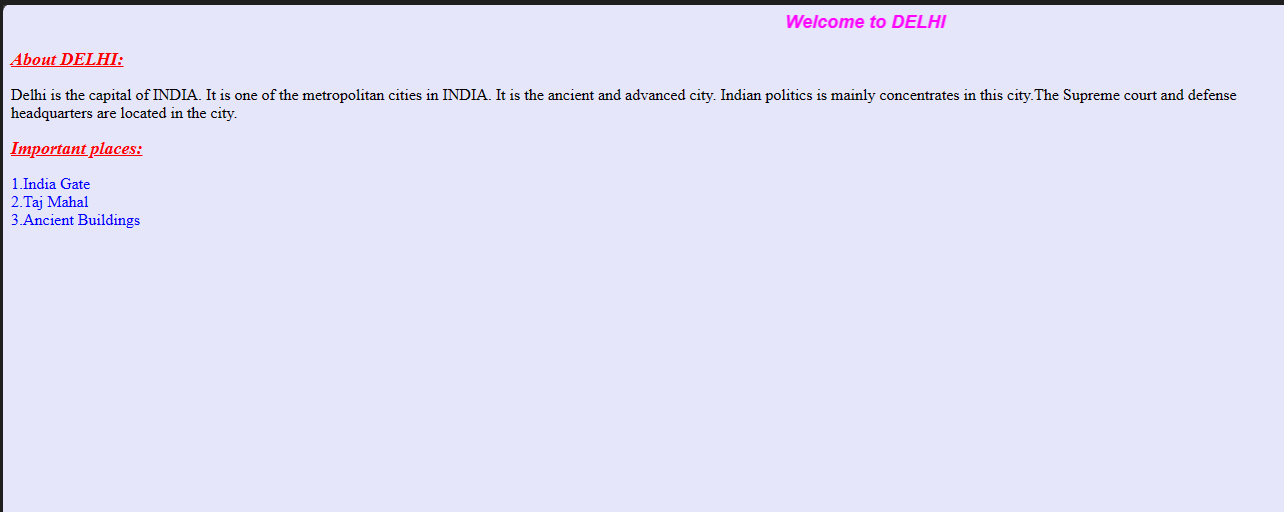 Welcome to DELHI
About DELHI:
Delhi is the capital of INDIA. It is one of the metropolitan cities in INDIA. It is the ancient and advanced city. Indian politics is mainly concentrates in this city.The Supreme court and defense
headquarters are located in the city.
Important places:
1.India Gate
2.Taj Mahal
3.Ancient Buildings